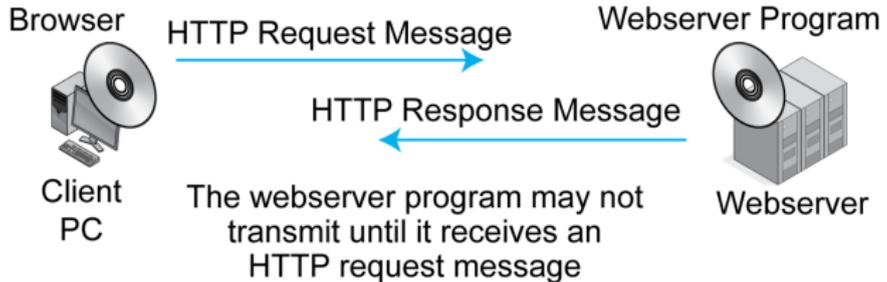 Browser
Webserver Program
HTTP Request Message
HTTP Response Message
Client
PC
The webserver program may not
transmit until it receives an
HTTP request message
Webserver